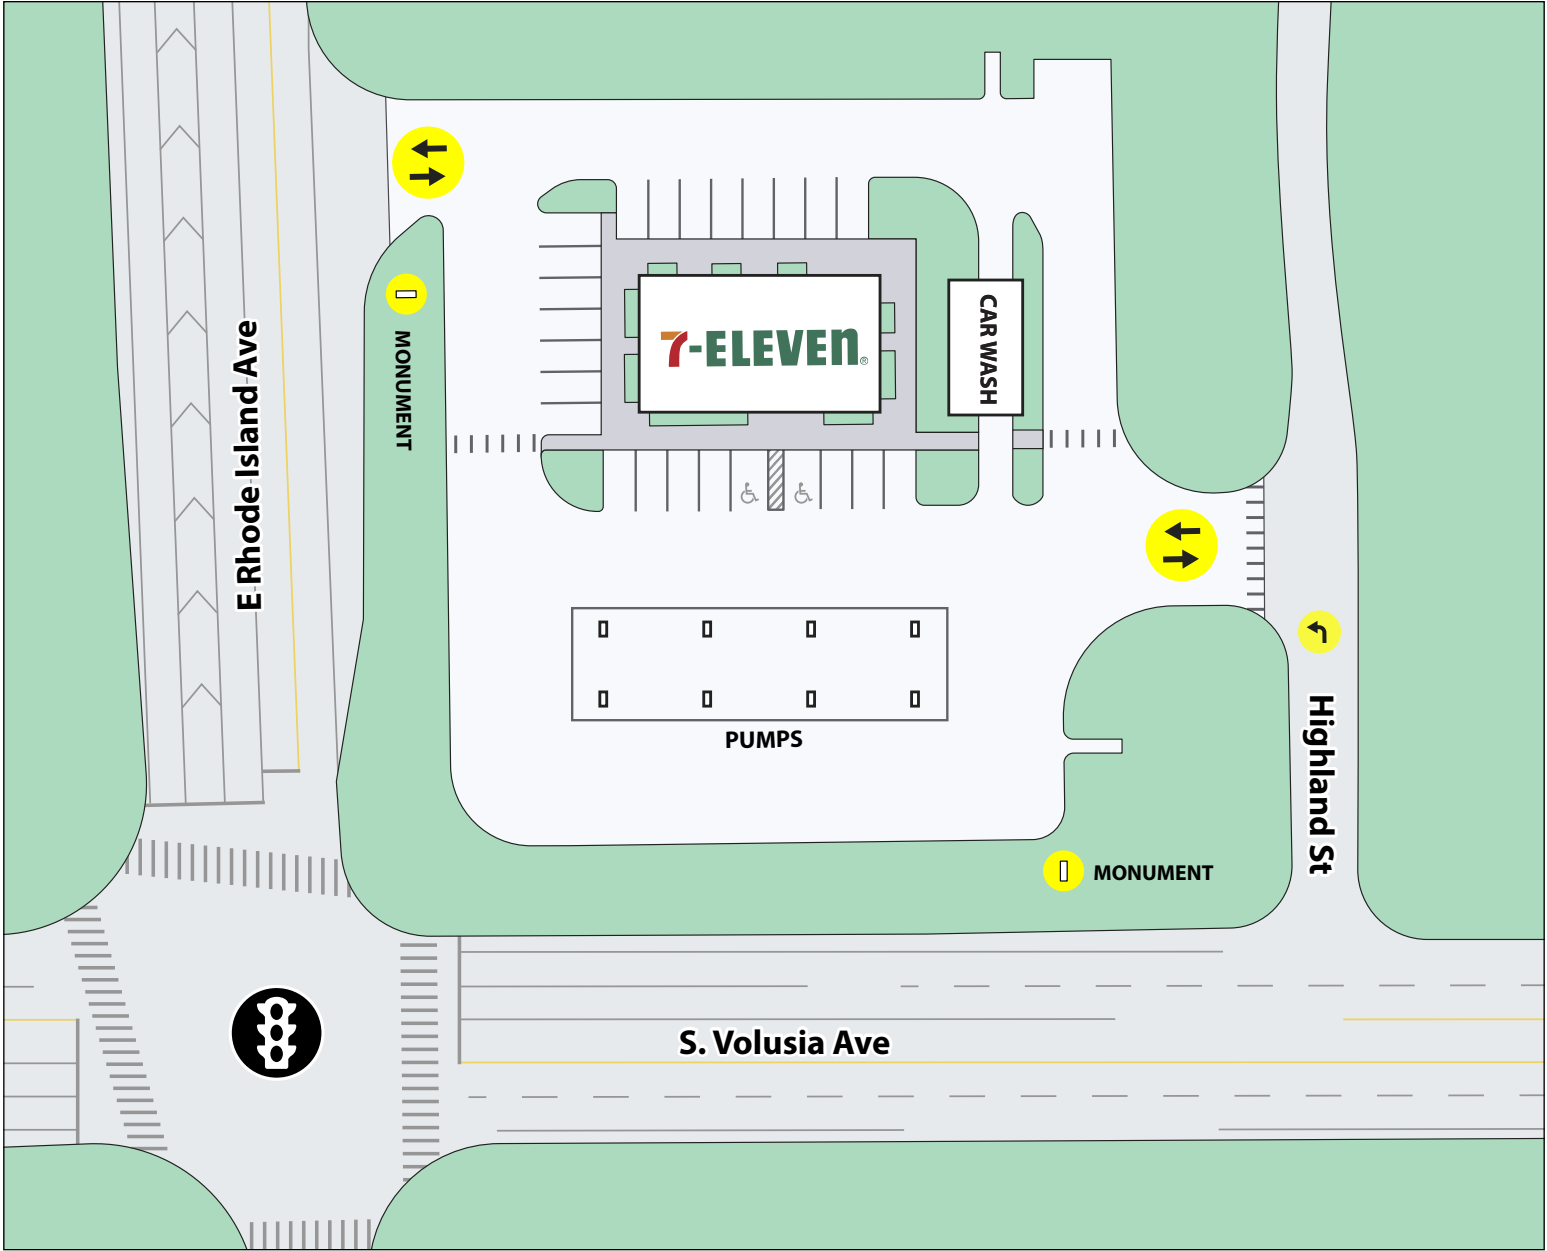 7-ELEVEn®
CAR WASH
MONUMENT
E Rhode Island Ave
PUMPS
Highland St
MONUMENT
S. Volusia Ave